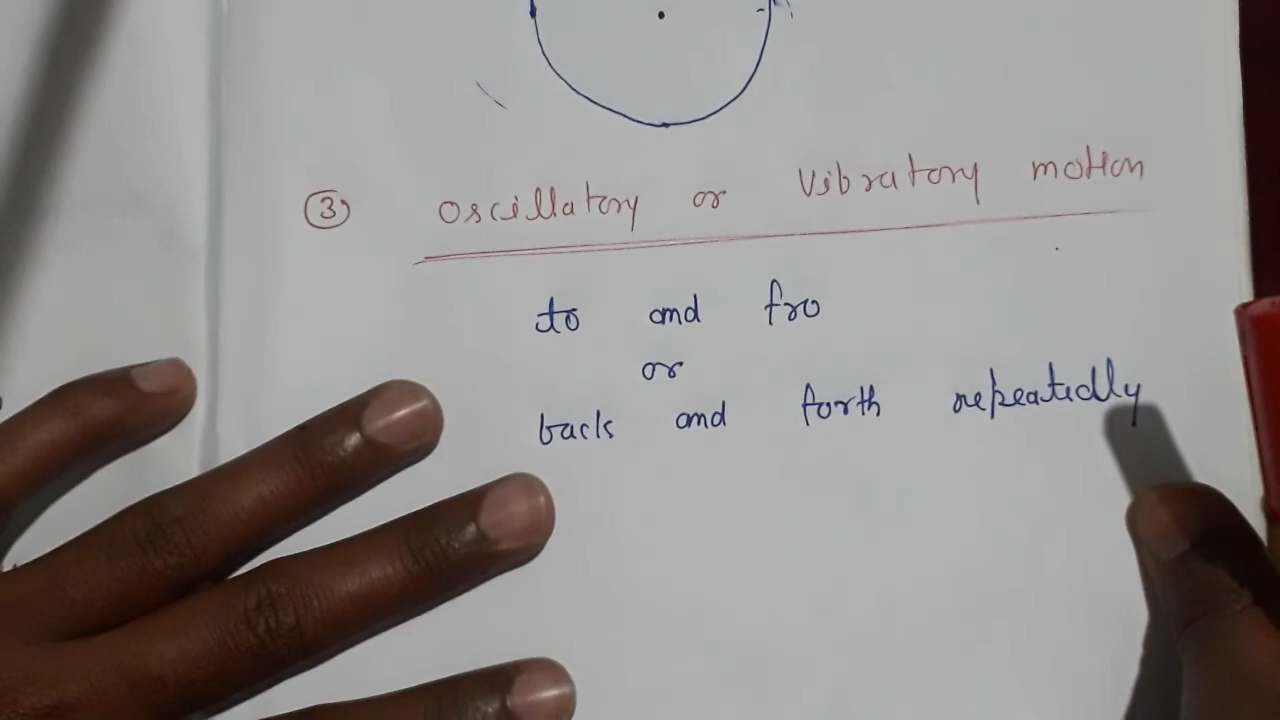 ③ Oscillatory or Vibratory motion
to and fro
or
back and forth repeatedly